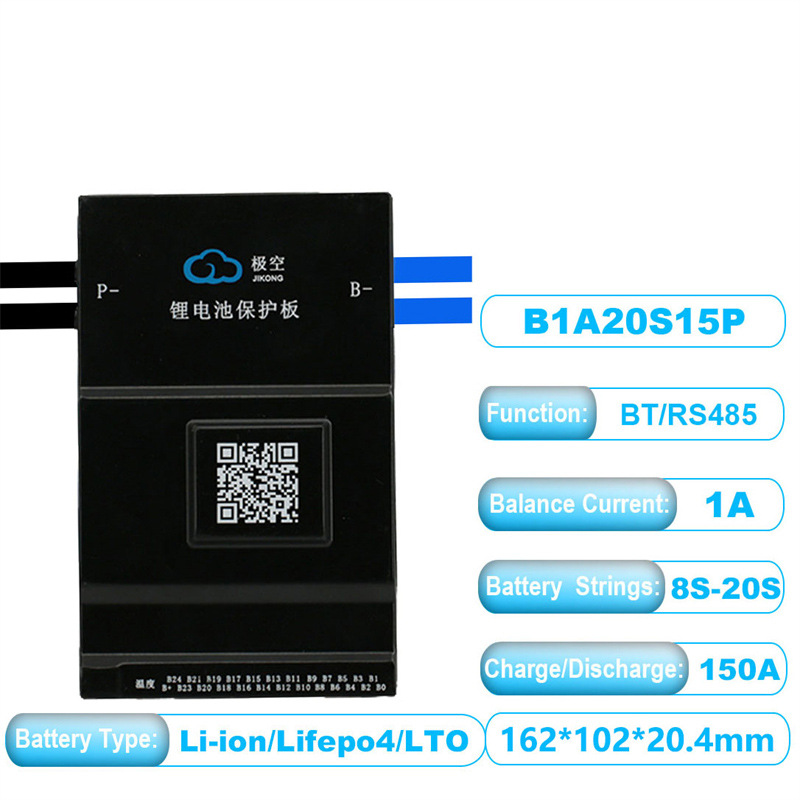 极空
JIKONG
P-
B-
锂电池保护板
B1A20S15P
Function: BT/RS485
Balance Current: 1A
Battery Strings: 8S-20S
Charge/Discharge: 150A
温度 B24 B21 B19 B17 B15 B13 B11 B9 B7 B5 B3 B1
B+ B23 B20 B18 B16 B14 B12 B10 B8 B6 B4 B2 B0
Battery Type: Li-ion/Lifepo4/LTO
162*102*20.4mm